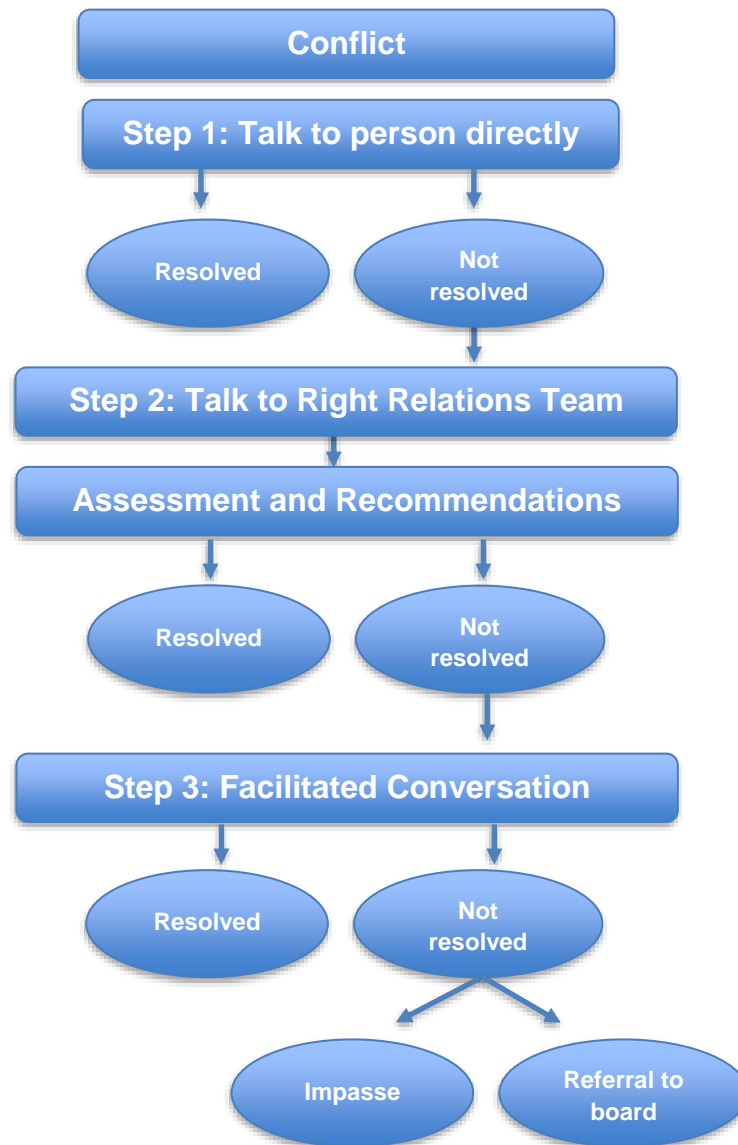 Conflict
Step 1: Talk to person directly
Resolved
Not
resolved
Step 2: Talk to Right Relations Team
Assessment and Recommendations
Resolved
Not
resolved
Step 3: Facilitated Conversation
Resolved
Not
resolved
Impasse
Referral to
board